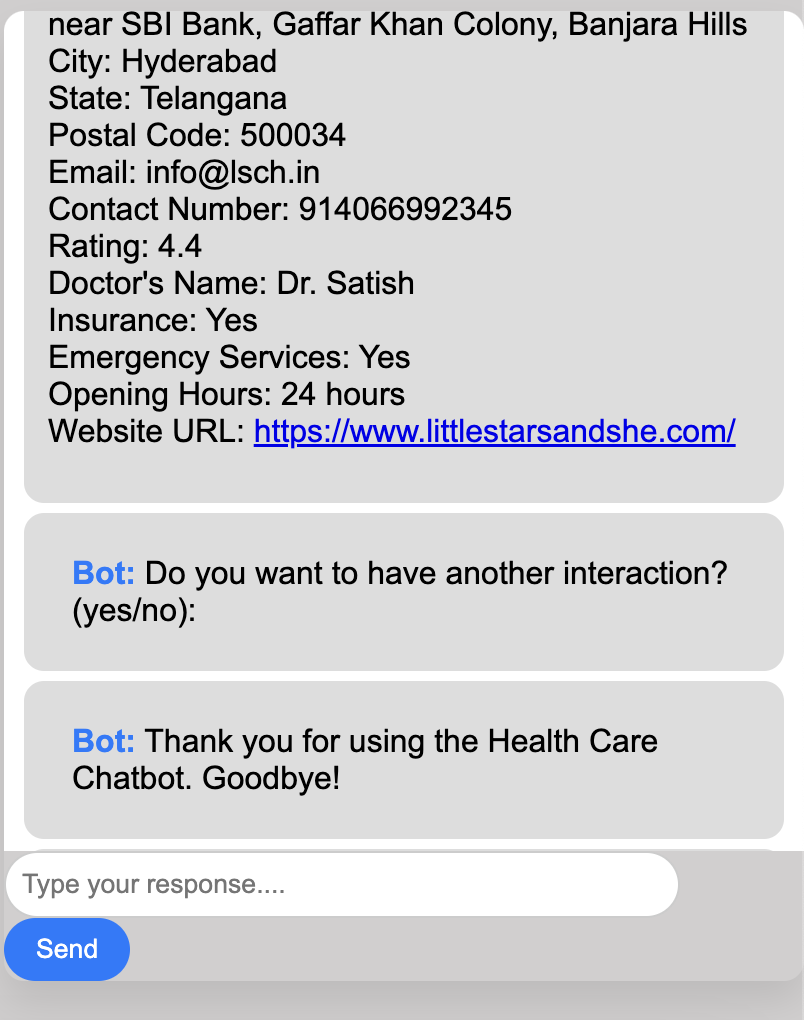 near SBI Bank, Gaffar Khan Colony, Banjara Hills
City: Hyderabad
State: Telangana
Postal Code: 500034
Email: info@lsch.in
Contact Number: 914066992345
Rating: 4.4
Doctor's Name: Dr. Satish
Insurance: Yes
Emergency Services: Yes
Opening Hours: 24 hours
Website URL: https://www.littlestarsandshe.com/
Bot: Do you want to have another interaction?
(yes/no):
Bot: Thank you for using the Health Care
Chatbot. Goodbye!
Type your response....
Send